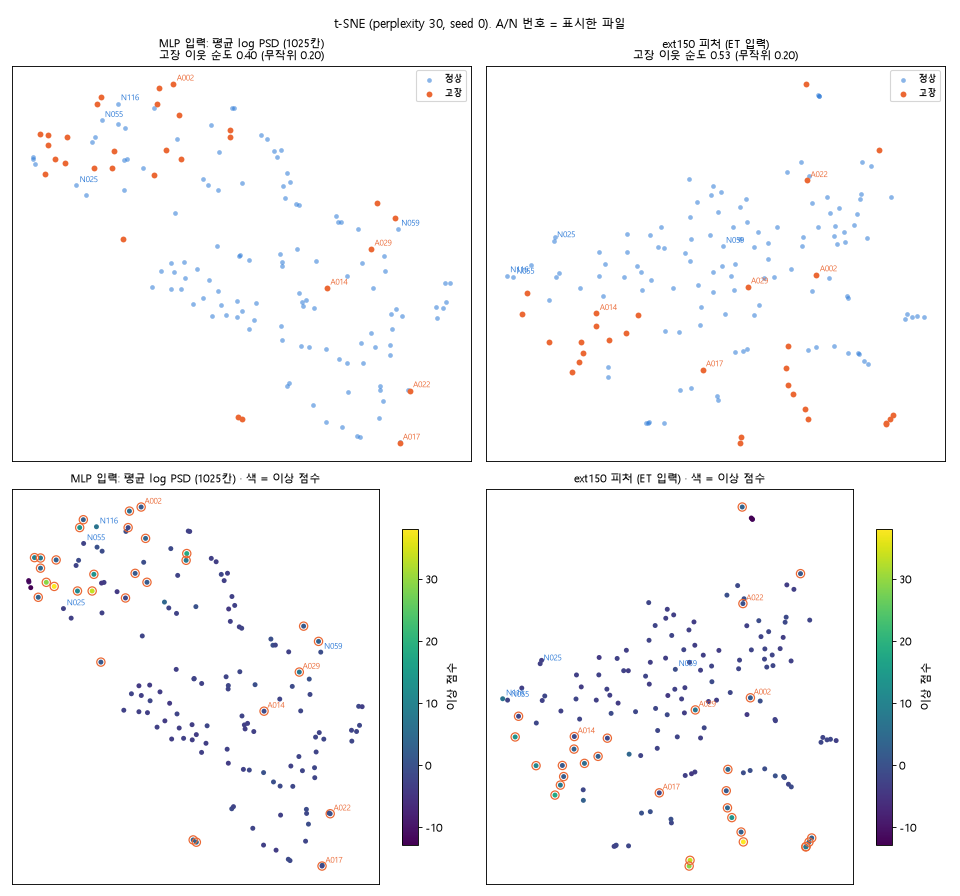 t-SNE (perplexity 30, seed 0). A/N 번호 = 표시한 파일
MLP 입력: 평균 log PSD (1025칸)
고장 이웃 순도 0.40 (무작위 0.20)
정상
고장
A002
N116
N055
N025
N059
A029
A014
A022
A017
ext150 피처 (ET 입력)
고장 이웃 순도 0.53 (무작위 0.20)
정상
고장
A022
N025
N059
N116
N055
A002
A029
A014
A017
MLP 입력: 평균 log PSD (1025칸) · 색 = 이상 점수
A002
N116
N055
N025
N059
A029
A014
A022
A017
30
20
10
0
-10
이상 점수
ext150 피처 (ET 입력) · 색 = 이상 점수
A022
N025
N059
N116
N055
A002
A029
A014
A017
30
20
10
0
-10
이상 점수